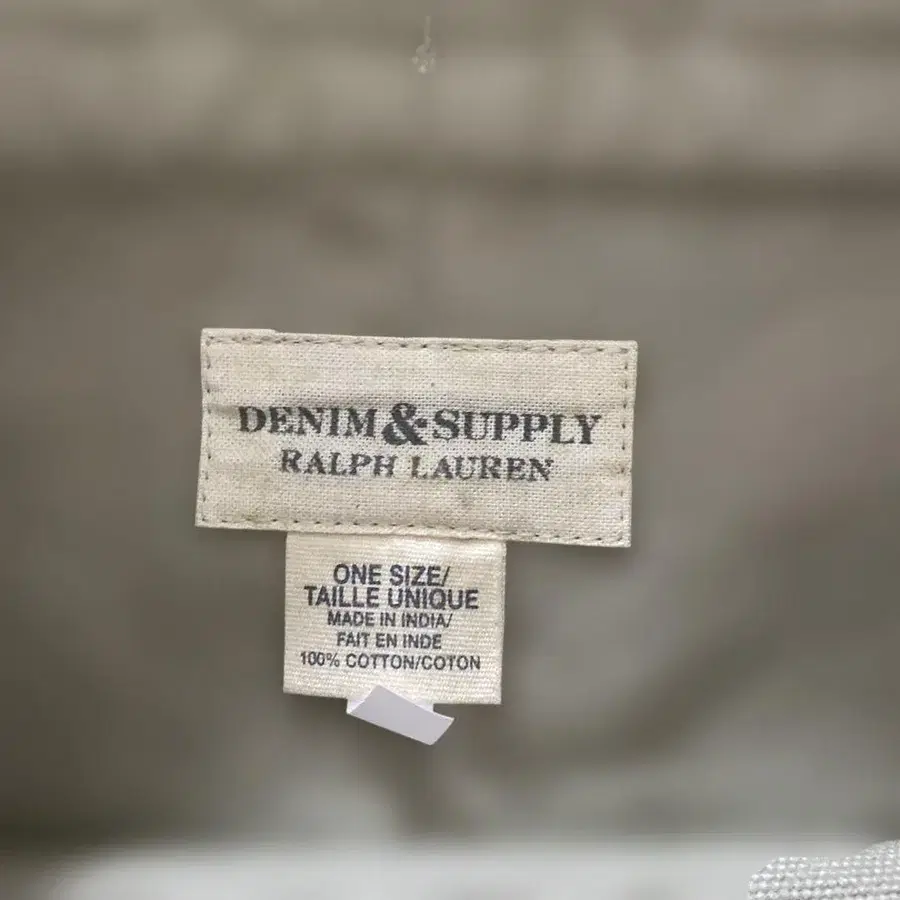 DENIM & SUPPLY
RALPH LAUREN
ONE SIZE/
TAILLE UNIQUE
MADE IN INDIA/
FAIT EN INDE
100% COTTON/COTON